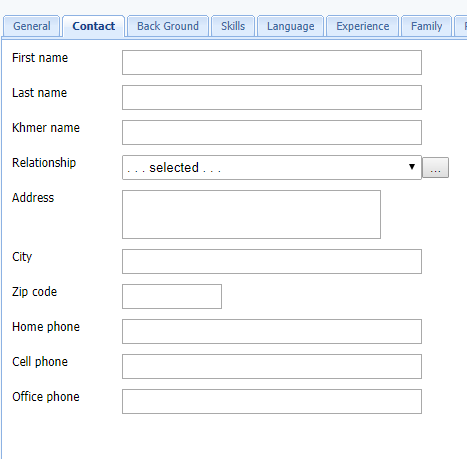 General Contact Back Ground Skills Language Experience Family
First name
Last name
Khmer name
Relationship . . . selected . . . ...
Address
City
Zip code
Home phone
Cell phone
Office phone